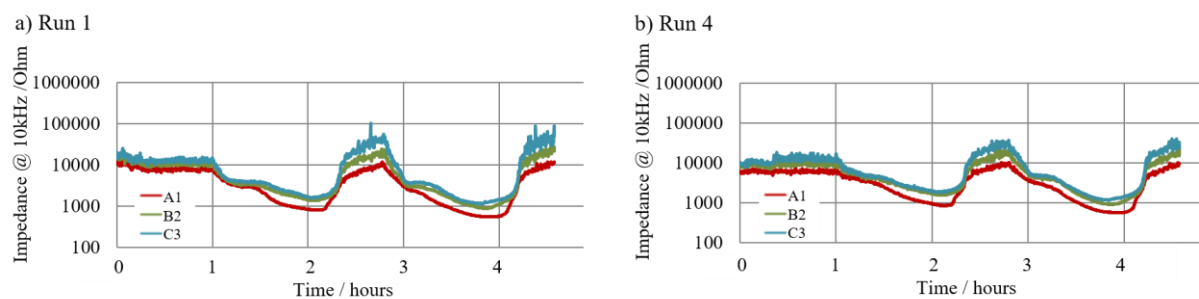 a) Run 1
Impedance @ 10kHz /Ohm
1000000
100000
10000
1000
100
A1
B2
C3
0 1 2 3 4
Time / hours
b) Run 4
Impedance @ 10kHz /Ohm
1000000
100000
10000
1000
100
A1
B2
C3
0 1 2 3 4
Time / hours